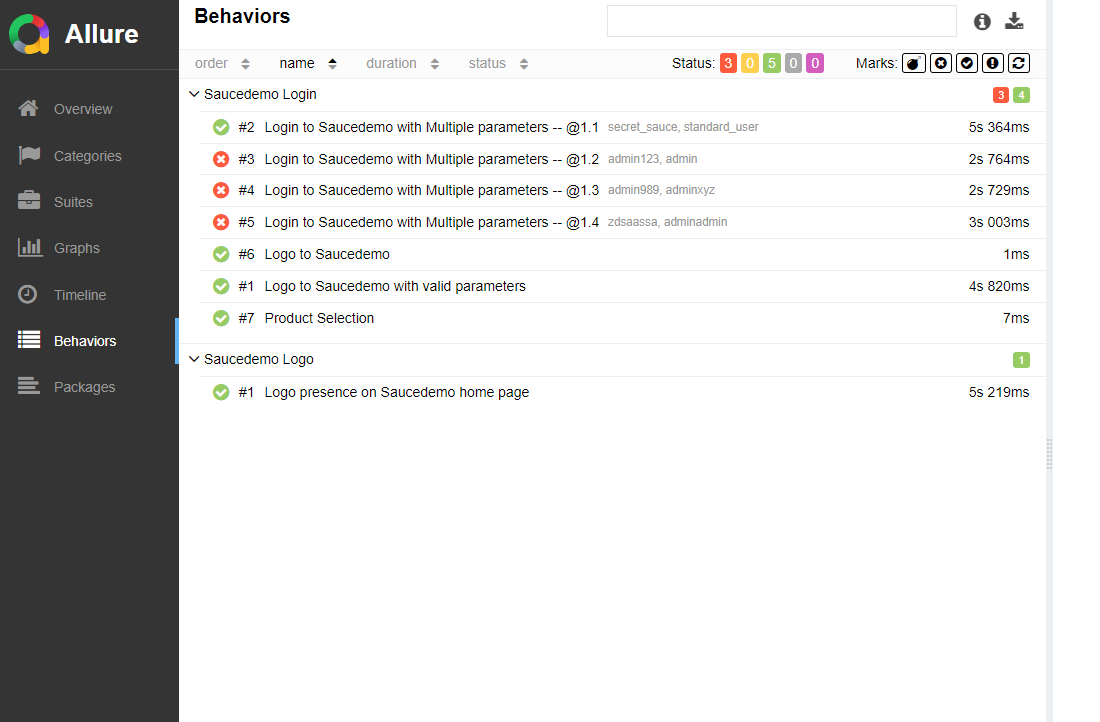 Allure
Overview
Categories
Suites
Graphs
Timeline
Behaviors
Packages
Behaviors
order name duration status Status: 3 0 5 0 0 Marks:
Saucedemo Login 3 4
#2 Login to Saucedemo with Multiple parameters -- @1.1 secret_sauce, standard_user 5s 364ms
#3 Login to Saucedemo with Multiple parameters -- @1.2 admin123, admin 2s 764ms
#4 Login to Saucedemo with Multiple parameters -- @1.3 admin989, adminxyz 2s 729ms
#5 Login to Saucedemo with Multiple parameters -- @1.4 zdsaassa, adminadmin 3s 003ms
#6 Logo to Saucedemo 1ms
#1 Logo to Saucedemo with valid parameters 4s 820ms
#7 Product Selection 7ms
Saucedemo Logo 1
#1 Logo presence on Saucedemo home page 5s 219ms